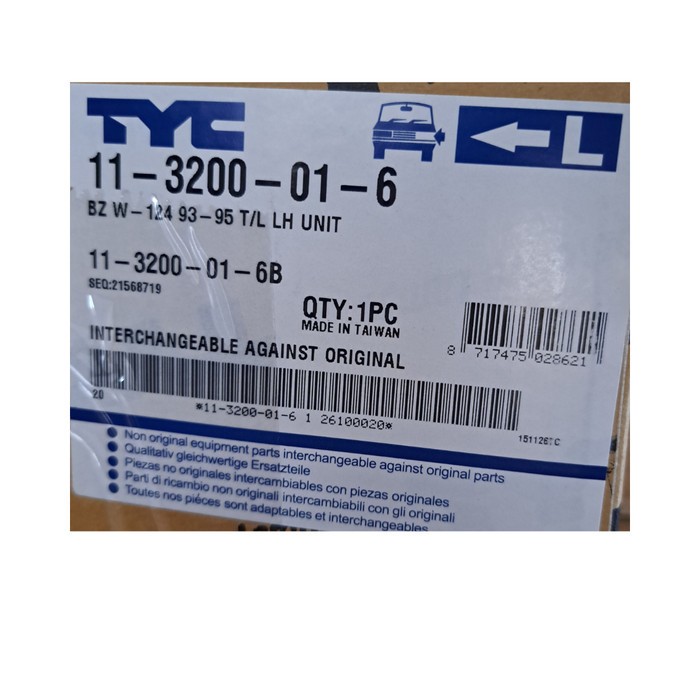 TYC
L
11-3200-01-6
BZ W-124 93-95 T/L LH UNIT
11-3200-01-6B
SEQ:21568719
QTY:1PC
MADE IN TAIWAN
INTERCHANGEABLE AGAINST ORIGINAL
8 717475 028621
20
*11-3200-01-6 1 26100020*
Non original equipment parts interchangeable against original parts
Qualitativ gleichwertige Ersatzteile
Piezas no originales intercambiables con piezas originales
Parti di ricambio non originali intercambiabili con gli originali
Toutes nos piéces sont adaptables et interchangeables